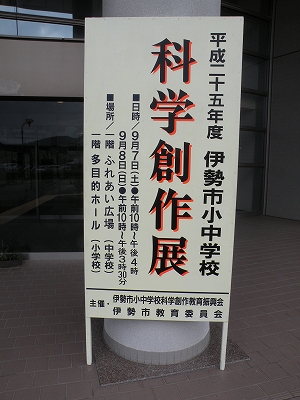 平成二十五年度 伊勢市小中学校
科学創作展
■日時／9月7日(土)●午前10時〜午後4時
9月8日(日)●午前10時〜午後3時30分
■場所／一階 ふれあい広場 (中学校)
一階 多目的ホール (小学校)
主催・伊勢市小中学校科学創作教育振興会
伊勢市教育委員会